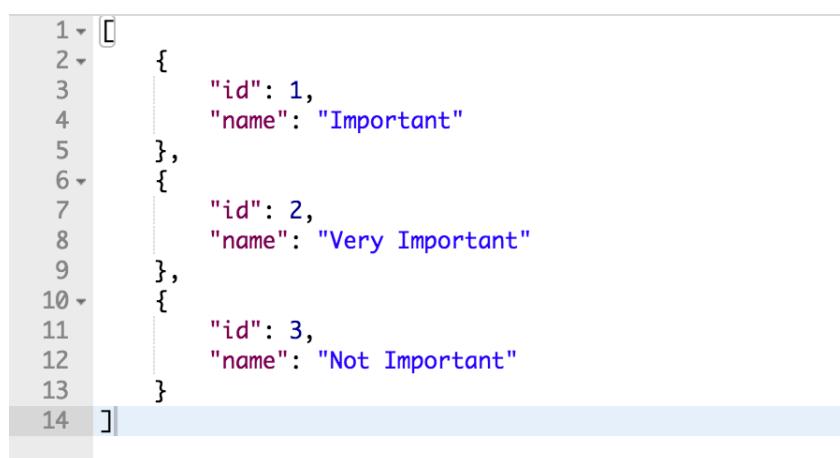 1 [
2 {
3 "id": 1,
4 "name": "Important"
5 },
6 {
7 "id": 2,
8 "name": "Very Important"
9 },
10 {
11 "id": 3,
12 "name": "Not Important"
13 }
14 ]